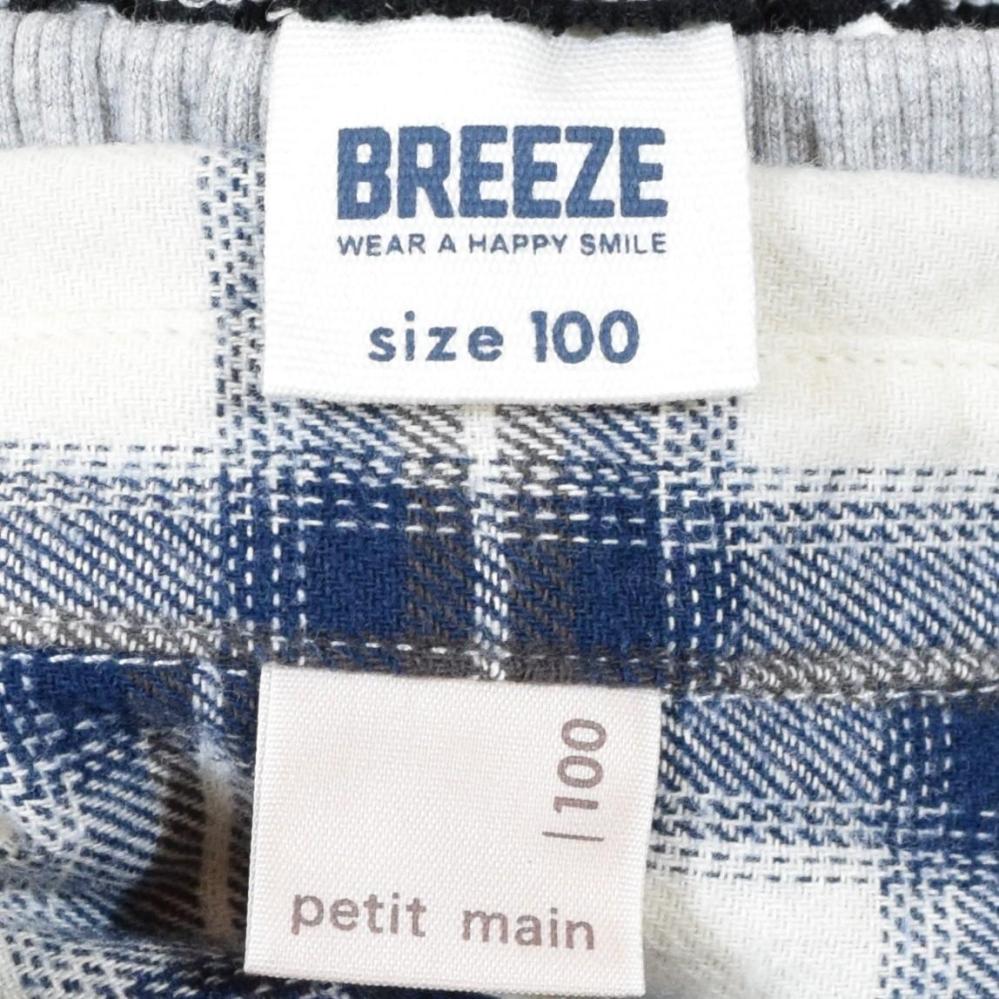 BREEZE
WEAR A HAPPY SMILE
size 100
|100
petit main